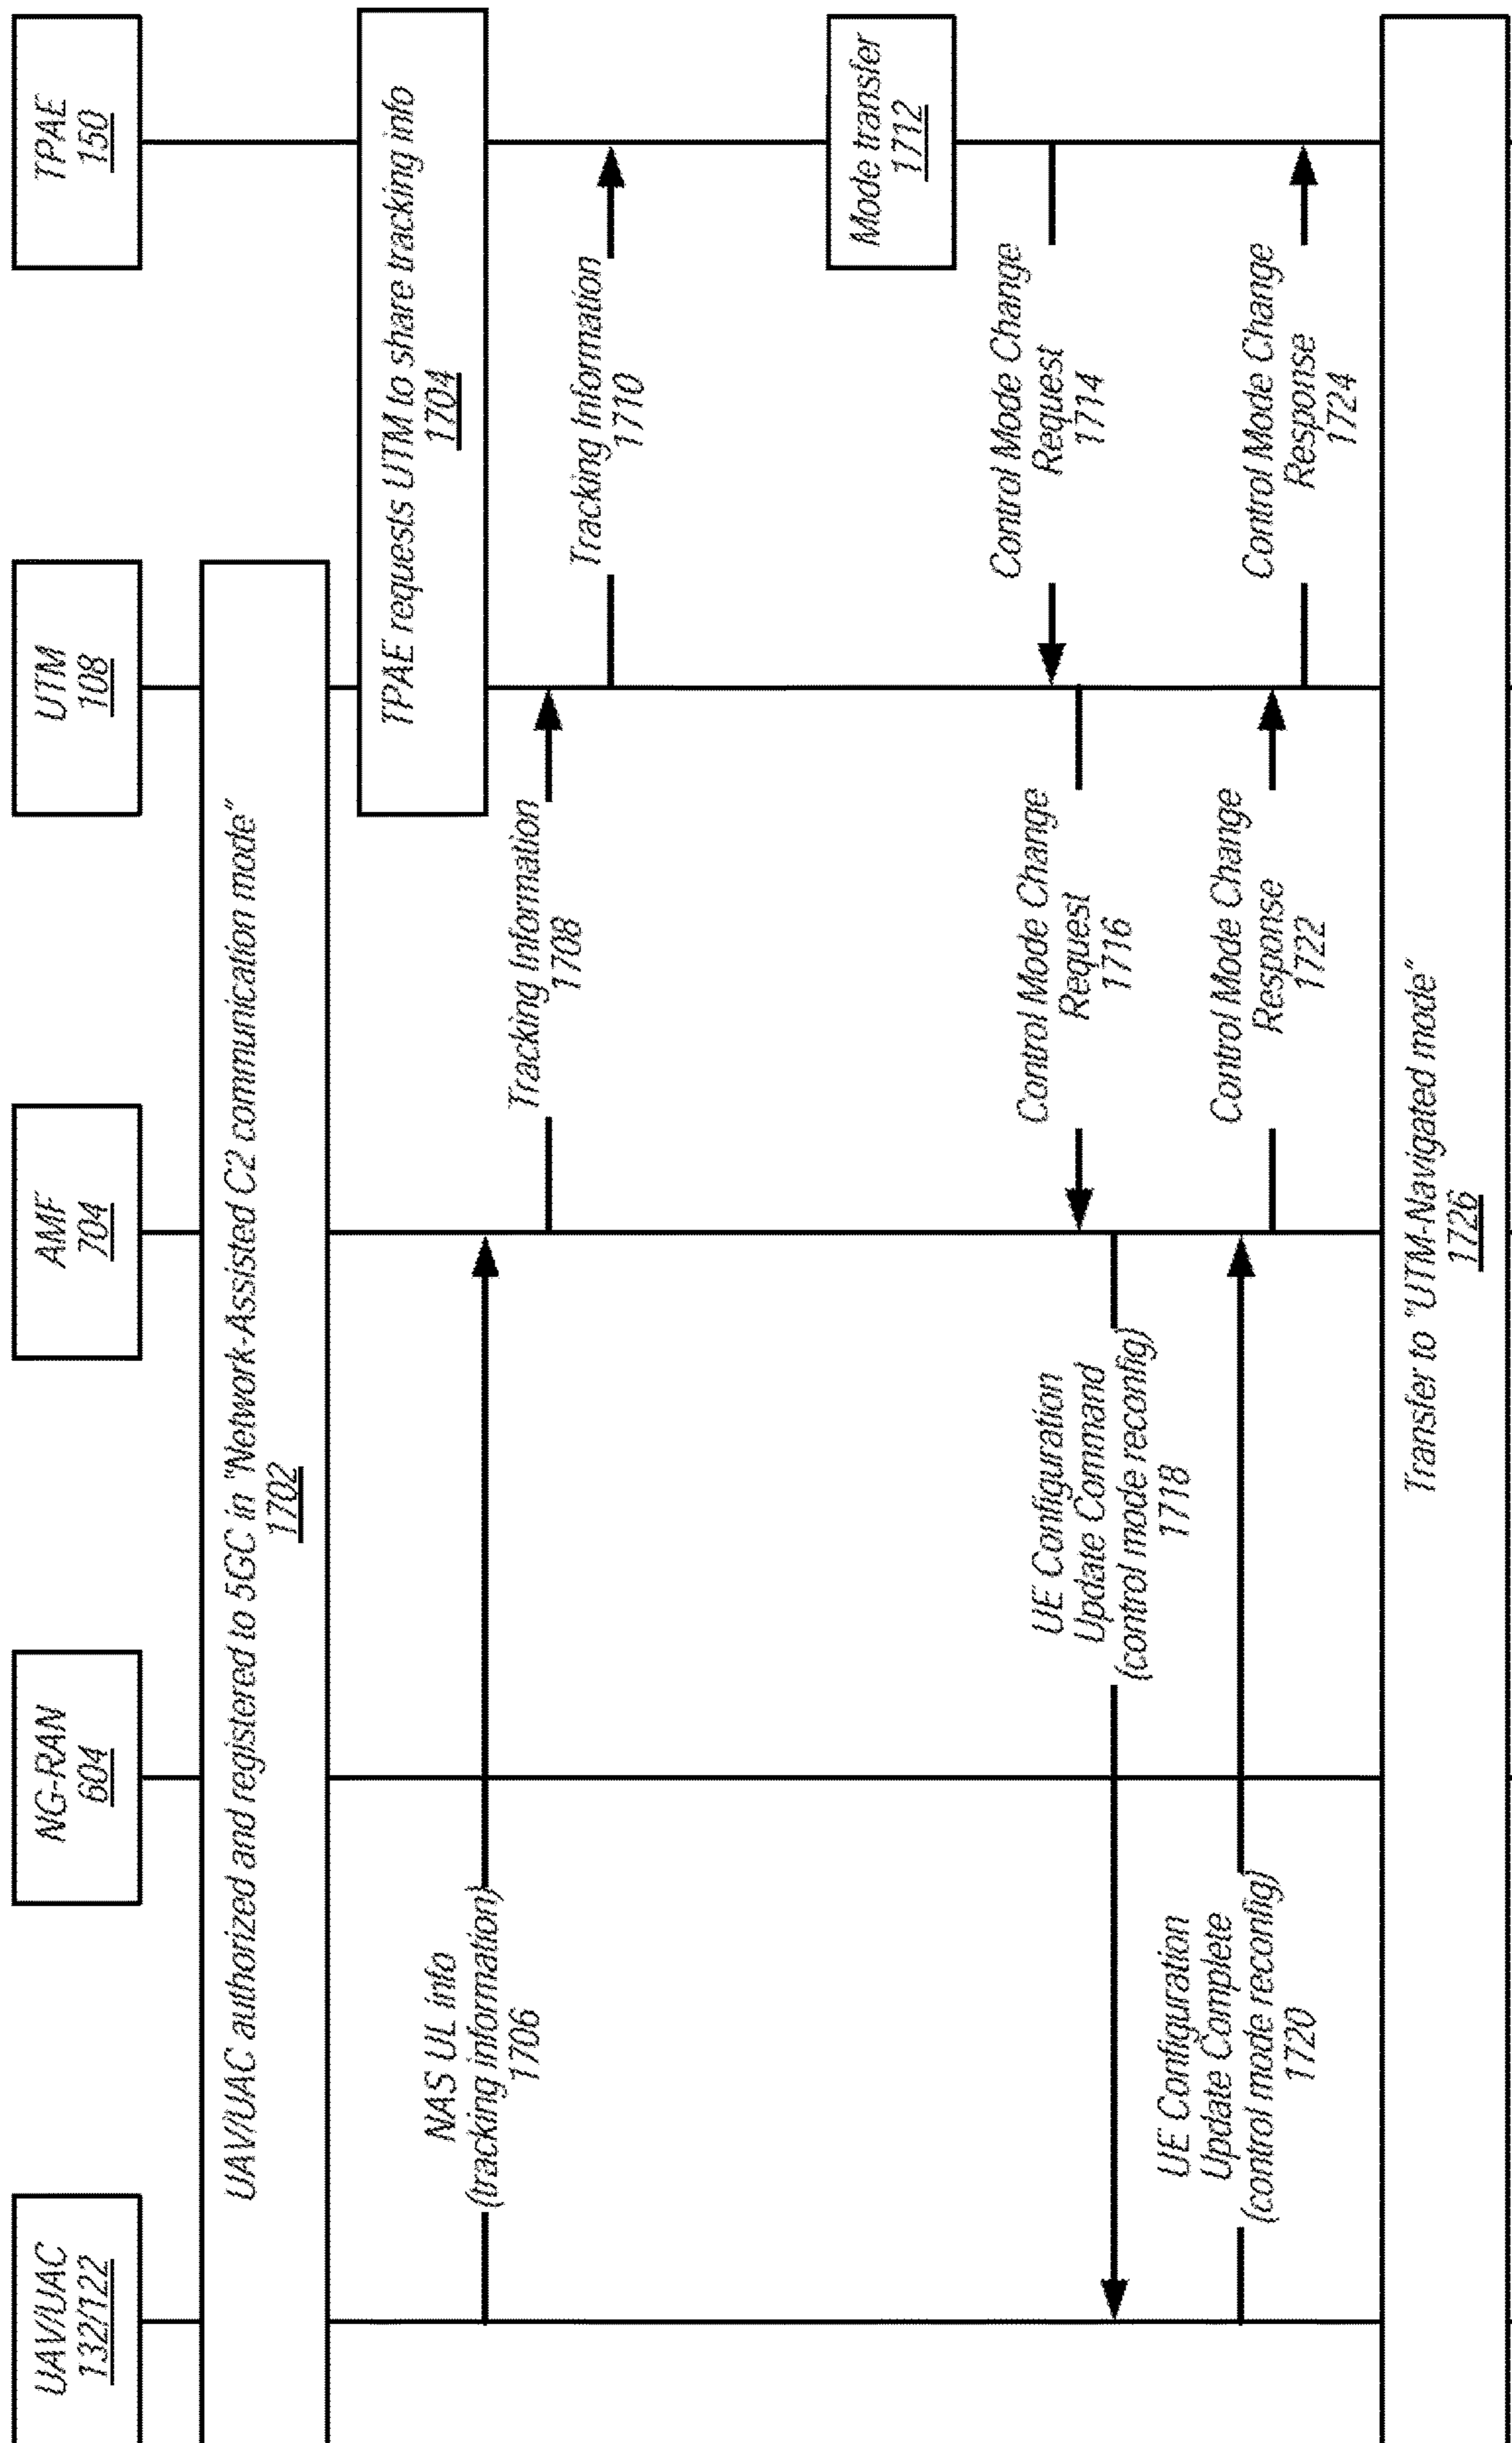 UAV/UAC
132/122
NG-RAN
604
AMF
704
UTM
108
TPAE
150
UAV/UAC authorized and registered to 5GC in "Network-Assisted C2 communication mode"
1702
TPAE requests UTM to share tracking info
1704
NAS UL info
(tracking information)
1706
Tracking Information
1708
Tracking Information
1710
Mode transfer
1712
Control Mode Change
Request
1714
Control Mode Change
Request
1716
UE Configuration
Update Command
(control mode reconfig)
1718
UE Configuration
Update Complete
(control mode reconfig)
1720
Control Mode Change
Response
1722
Control Mode Change
Response
1724
Transfer to "UTM-Navigated mode"
1726